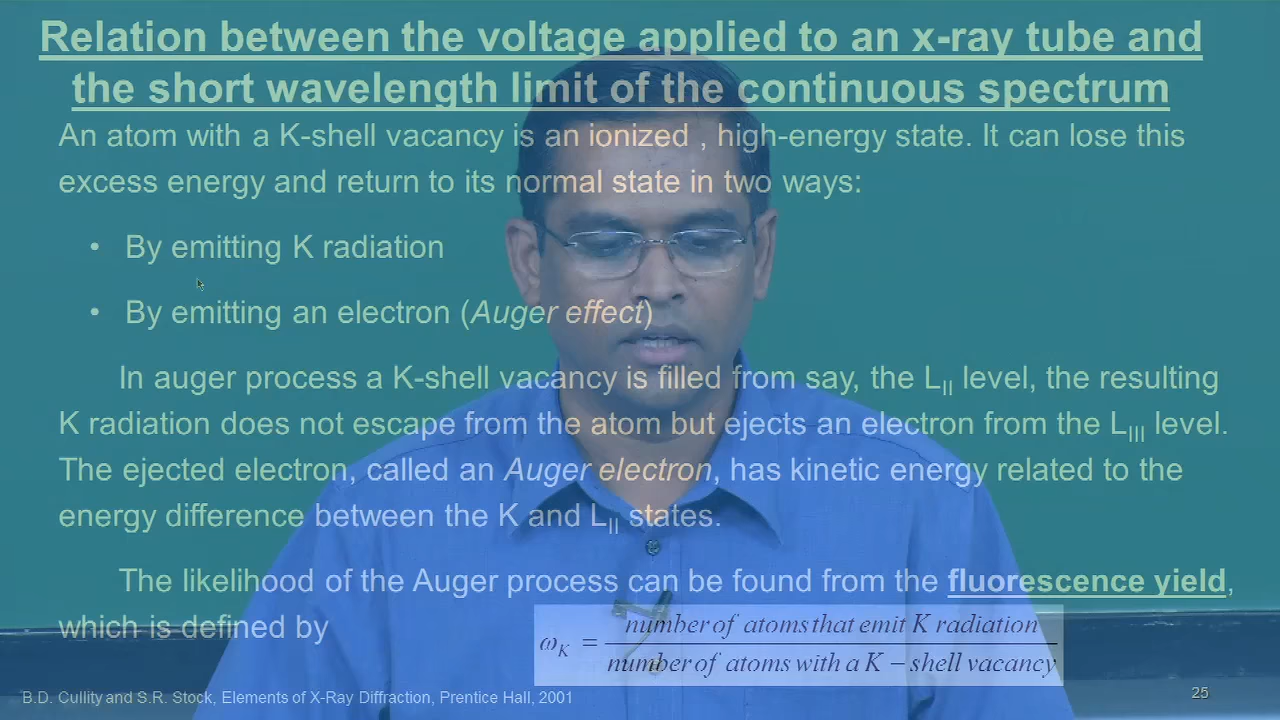 Relation between the voltage applied to an x-ray tube and
the short wavelength limit of the continuous spectrum
An atom with a K-shell vacancy is an ionized , high-energy state. It can lose this
excess energy and return to its normal state in two ways:
• By emitting K radiation
• By emitting an electron (Auger effect)
In auger process a K-shell vacancy is filled from say, the L_II level, the resulting
K radiation does not escape from the atom but ejects an electron from the L_III level.
The ejected electron, called an Auger electron, has kinetic energy related to the
energy difference between the K and L_II states.
The likelihood of the Auger process can be found from the fluorescence yield,
which is defined by
ω_K = number of atoms that emit K radiation / number of atoms with a K – shell vacancy
B.D. Cullity and S.R. Stock, Elements of X-Ray Diffraction, Prentice Hall, 2001
25